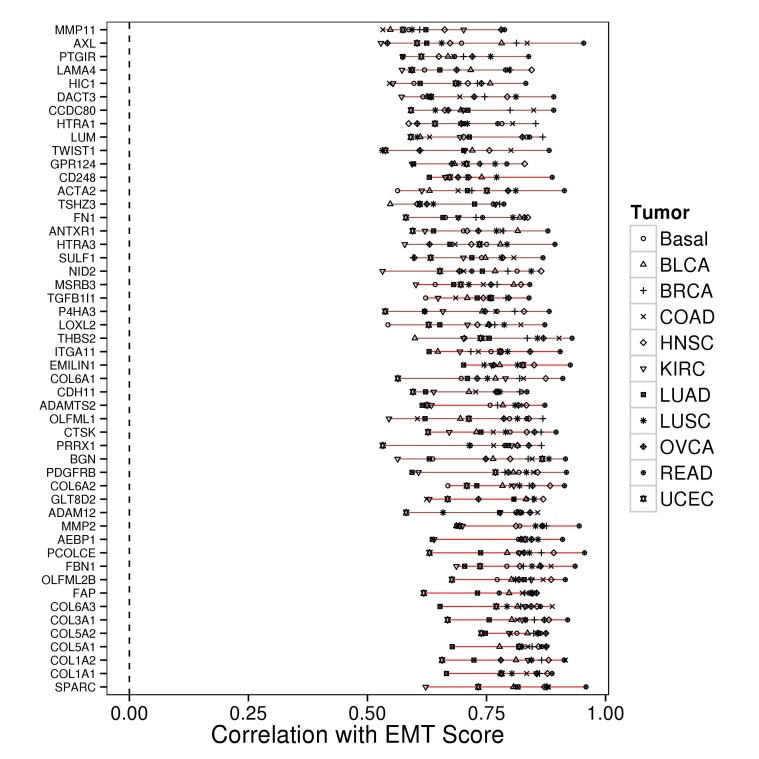 MMP11
AXL
PTGIR
LAMA4
HIC1
DACT3
CCDC80
HTRA1
LUM
TWIST1
GPR124
CD248
ACTA2
TSHZ3
FN1
ANTXR1
HTRA3
SULF1
NID2
MSRB3
TGFB1I1
P4HA3
LOXL2
THBS2
ITGA11
EMILIN1
COL6A1
CDH11
ADAMTS2
OLFML1
CTSK
PRRX1
BGN
PDGFRB
COL6A2
GLT8D2
ADAM12
MMP2
AEBP1
PCOLCE
FBN1
OLFML2B
FAP
COL6A3
COL3A1
COL5A2
COL5A1
COL1A2
COL1A1
SPARC
0.00 0.25 0.50 0.75 1.00
Correlation with EMT Score
Tumor
Basal
BLCA
BRCA
COAD
HNSC
KIRC
LUAD
LUSC
OVCA
READ
UCEC